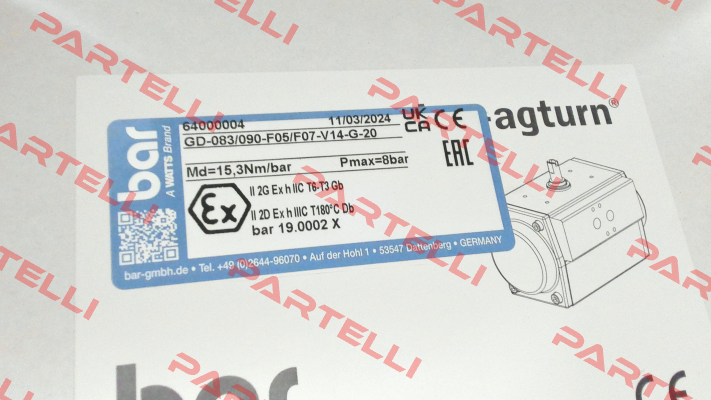 bar
A WATTS Brand
64000004 11/03/2024
UK CA CE
GD-083/090-F05/F07-V14-G-20
Md=15,3Nm/bar Pmax=8bar
EAC
Ex
II 2G Ex h IIC T6-T3 Gb
II 2D Ex h IIIC T180°C Db
bar 19.0002 X
bar-gmbh.de • Tel. +49 (0)2644-96070 • Auf der Hohl 1 • 53547 Dattenberg • GERMANY
-agturn®
bar
CE
PARTELLI
PARTELLI
PARTELLI
PARTELLI
PARTELLI
PARTELLI
PARTELLI
PARTELLI